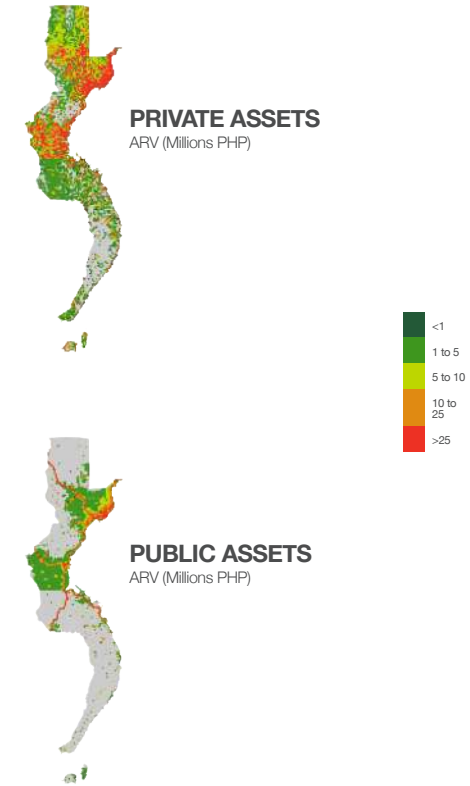 PRIVATE ASSETS
ARV (Millions PHP)
<1
1 to 5
5 to 10
10 to
25
>25
PUBLIC ASSETS
ARV (Millions PHP)